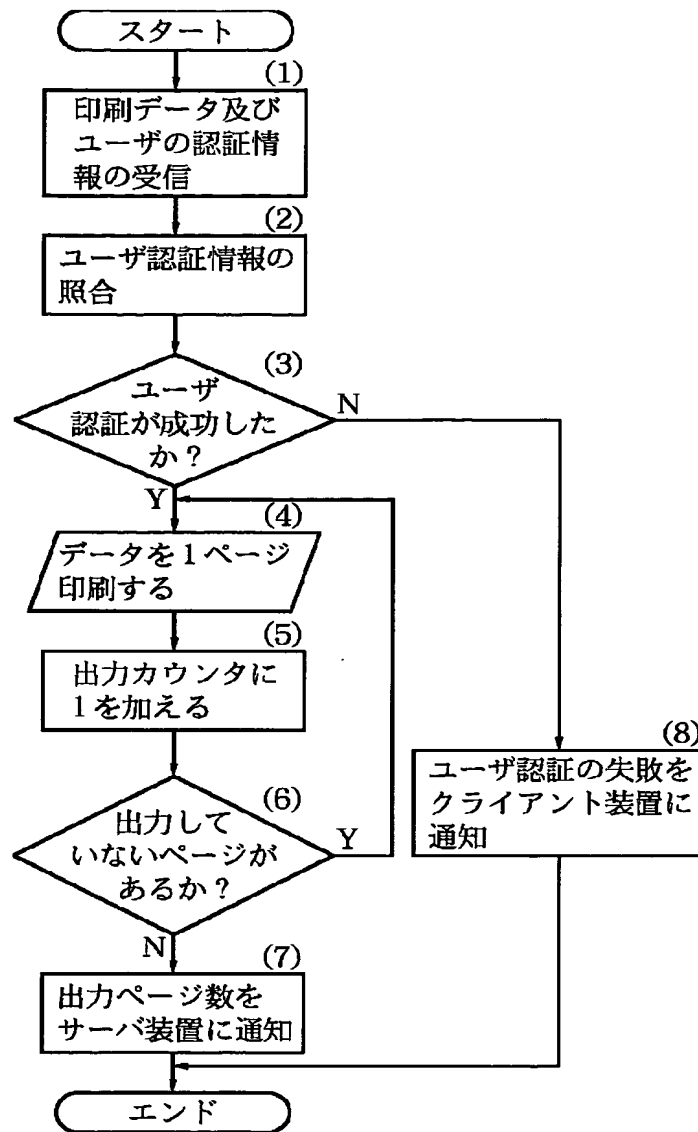 スタート
(1)
印刷データ及び
ユーザの認証情
報の受信
(2)
ユーザ認証情報の
照合
(3)
ユーザ
認証が成功した
か?
N
Y
(4)
データを1ページ
印刷する
(5)
出力カウンタに
1を加える
(6)
出力して
いないページが
あるか?
Y
N
(7)
出力ページ数を
サーバ装置に通知
(8)
ユーザ認証の失敗を
クライアント装置に
通知
エンド